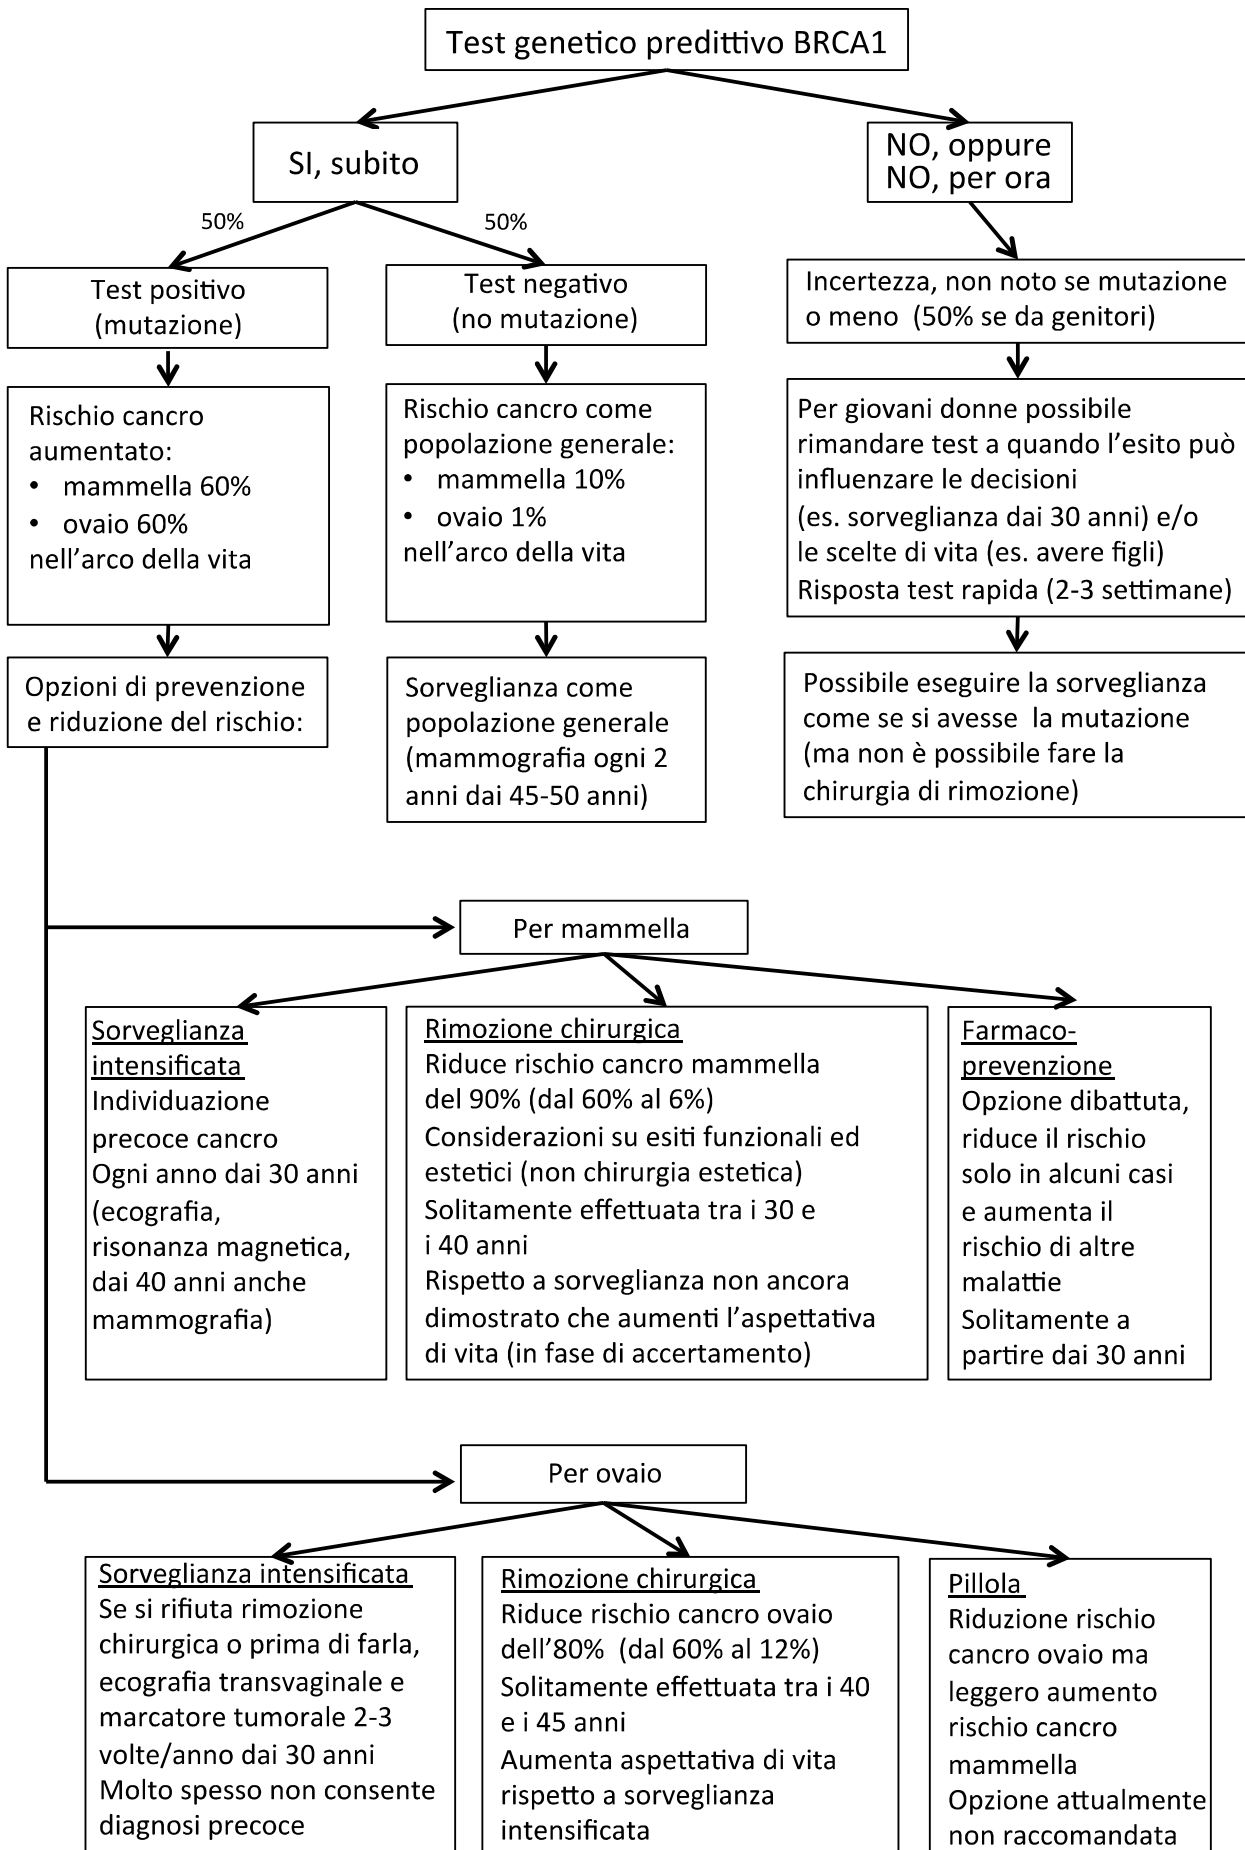 Test genetico predittivo BRCA1
SI, subito
NO, oppure
NO, per ora
50%
50%
Test positivo
(mutazione)
Test negativo
(no mutazione)
Incertezza, non noto se mutazione
o meno (50% se da genitori)
Rischio cancro
aumentato:
• mammella 60%
• ovaio 60%
nell'arco della vita
Rischio cancro come
popolazione generale:
• mammella 10%
• ovaio 1%
nell'arco della vita
Per giovani donne possibile
rimandare test a quando l'esito può
influenzare le decisioni
(es. sorveglianza dai 30 anni) e/o
le scelte di vita (es. avere figli)
Risposta test rapida (2-3 settimane)
Opzioni di prevenzione
e riduzione del rischio:
Sorveglianza come
popolazione generale
(mammografia ogni 2
anni dai 45-50 anni)
Possibile eseguire la sorveglianza
come se si avesse la mutazione
(ma non è possibile fare la
chirurgia di rimozione)
Per mammella
Sorveglianza
intensificata
Individuazione
precoce cancro
Ogni anno dai 30 anni
(ecografia,
risonanza magnetica,
dai 40 anni anche
mammografia)
Rimozione chirurgica
Riduce rischio cancro mammella
del 90% (dal 60% al 6%)
Considerazioni su esiti funzionali ed
estetici (non chirurgia estetica)
Solitamente effettuata tra i 30 e
i 40 anni
Rispetto a sorveglianza non ancora
dimostrato che aumenti l'aspettativa
di vita (in fase di accertamento)
Farmaco-
prevenzione
Opzione dibattuta,
riduce il rischio
solo in alcuni casi
e aumenta il
rischio di altre
malattie
Solitamente a
partire dai 30 anni
Per ovaio
Sorveglianza intensificata
Se si rifiuta rimozione
chirurgica o prima di farla,
ecografia transvaginale e
marcatore tumorale 2-3
volte/anno dai 30 anni
Molto spesso non consente
diagnosi precoce
Rimozione chirurgica
Riduce rischio cancro ovaio
dell'80% (dal 60% al 12%)
Solitamente effettuata tra i 40
e i 45 anni
Aumenta aspettativa di vita
rispetto a sorveglianza
intensificata
Pillola
Riduzione rischio
cancro ovaio ma
leggero aumento
rischio cancro
mammella
Opzione attualmente
non raccomandata